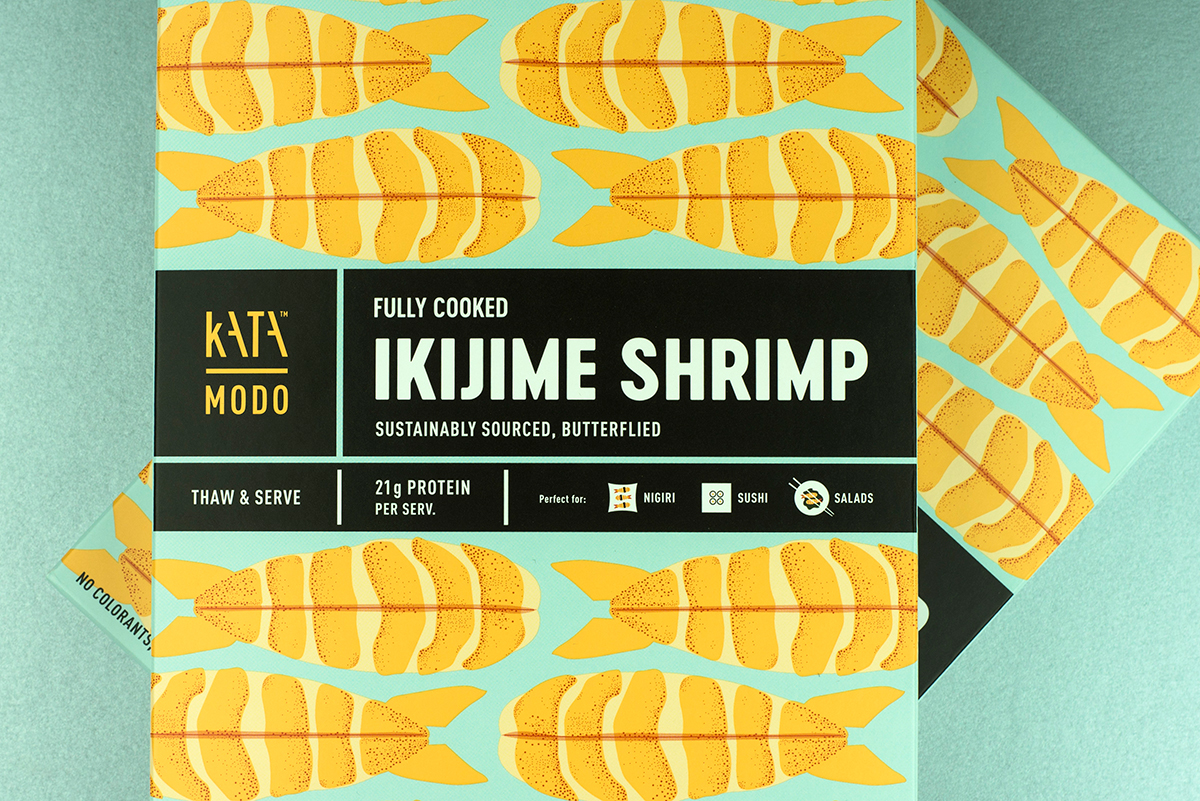 kATA™
MODO
FULLY COOKED
IKIJIME SHRIMP
SUSTAINABLY SOURCED, BUTTERFLIED
THAW & SERVE
21g PROTEIN
PER SERV.
Perfect for:
NIGIRI
SUSHI
SALADS
NO COLORANTS,